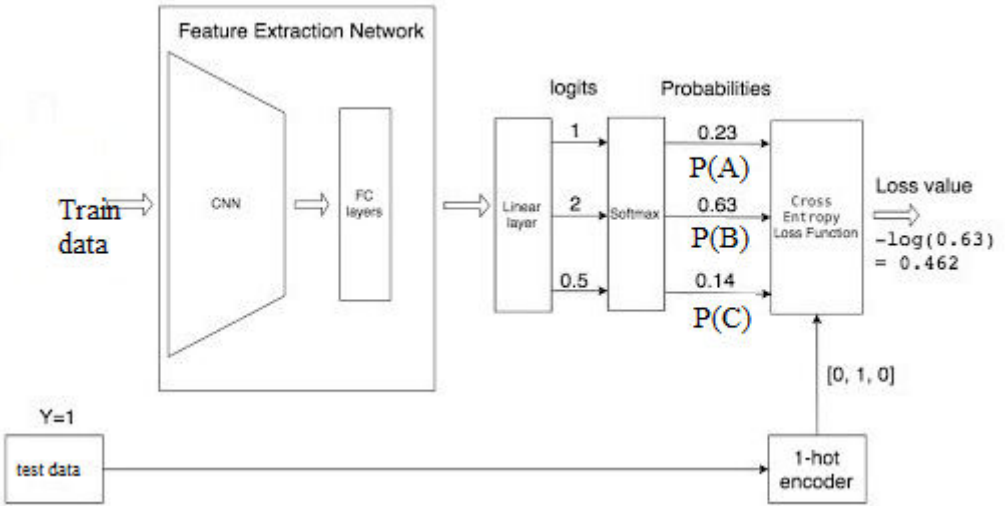 Feature Extraction Network
logits
Probabilities
1
0.23
P(A)
Train
data
CNN
FC
layers
Linear
layer
2
Softmax
0.63
P(B)
Cross
Entropy
Loss Function
Loss value
-log(0.63)
= 0.462
0.5
0.14
P(C)
[0, 1, 0]
Y=1
test data
1-hot
encoder